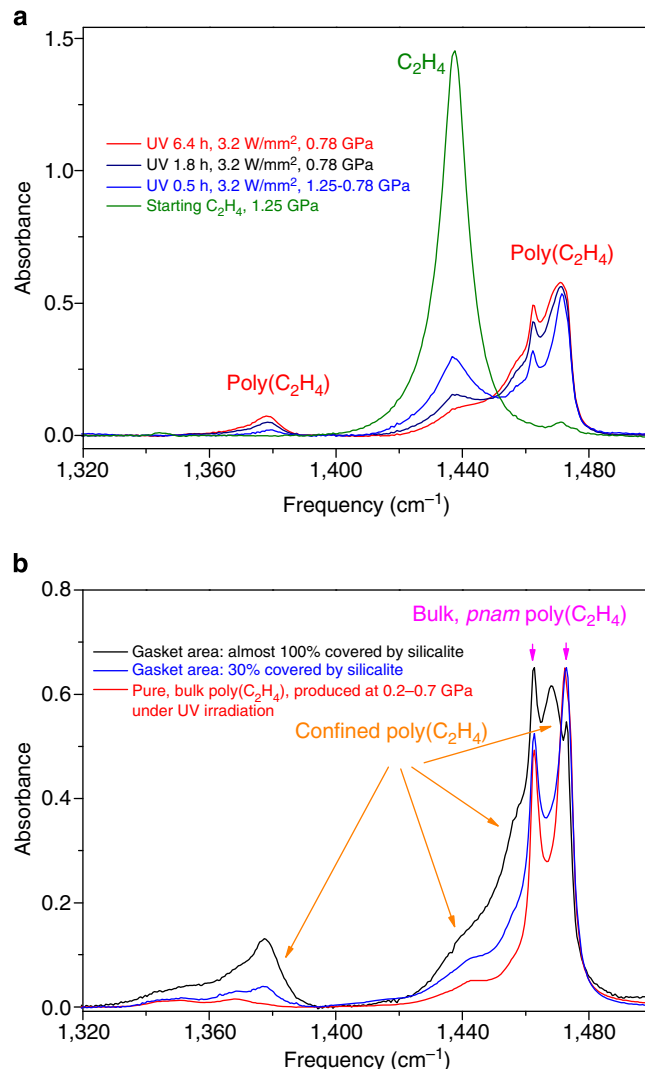 a
1.5
C₂H₄
UV 6.4 h, 3.2 W/mm², 0.78 GPa
UV 1.8 h, 3.2 W/mm², 0.78 GPa
UV 0.5 h, 3.2 W/mm², 1.25-0.78 GPa
Starting C₂H₄, 1.25 GPa
1.0
Absorbance
Poly(C₂H₄)
0.5
Poly(C₂H₄)
0.0
1,320 1,360 1,400 1,440 1,480
Frequency (cm⁻¹)
b
0.8
Bulk, pnam poly(C₂H₄)
Gasket area: almost 100% covered by silicalite
Gasket area: 30% covered by silicalite
Pure, bulk poly(C₂H₄), produced at 0.2–0.7 GPa
under UV irradiation
0.6
Confined poly(C₂H₄)
Absorbance
0.4
0.2
0.0
1,320 1,360 1,400 1,440 1,480
Frequency (cm⁻¹)